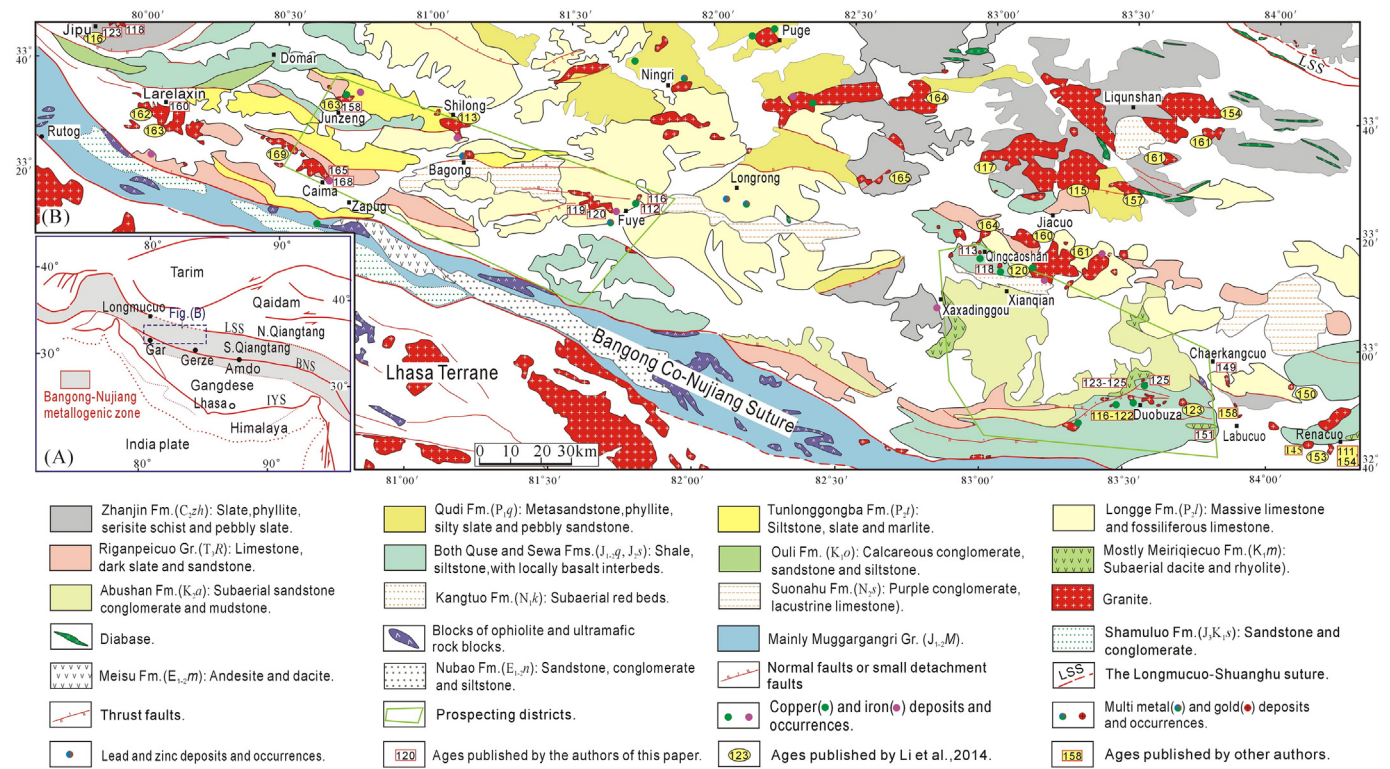 80°00′ 80°30′ 81°00′ 81°30′ 82°00′ 82°30′ 83°00′ 83°30′ 84°00′
Jipu
116
123
118
33°
40′
Domar
Puge
Ningri
LSS
Larelaxin
160
162
163
163
158
Junzeng
Shilong
113
164
Liqunshan
154
161
161
33°
40′
Rutog
33°
20′
169
165
168
Caima
Zapug
Bagong
Longrong
165
117
115
157
116
112
119
120
Fuye
Jiacuo
164
160
161
33°
20′
(B)
113
Qingcaoshan
118
120
Xianqian
Xaxadinggou
80° 90°
40°
40°
Tarim
Longmucuo
Fig.(B)
Qaidam
LSS
N.Qiangtang
S.Qiangtang
Gar
Gerze
Amdo
BNS
30°
30°
Gangdese
Lhasa
IYS
Bangong-Nujiang
metallogenic zone
Himalaya
India plate
(A)
80° 90°
Bangong Co-Nujiang Suture
Lhasa Terrane
0 10 20 30km
33°
00′
Chaerkangcuo
149
123-125
125
150
116-122
Duobuza
123
158
151
Labucuo
Renacuo
145
153
111
154
32°
40′
81°00′ 81°30′ 82°00′ 82°30′ 83°00′ 83°30′ 84°00′
Zhanjin Fm.(C₂zh): Slate,phyllite,
serisite schist and pebbly slate.
Qudi Fm.(P₁q): Metasandstone,phyllite,
silty slate and pebbly sandstone.
Tunlonggongba Fm.(P₂t):
Siltstone, slate and marlite.
Longge Fm.(P₂l): Massive limestone
and fossiliferous limestone.
Riganpeicuo Gr.(T₃R): Limestone,
dark slate and sandstone.
Both Quse and Sewa Fms.(J₁₋₂q, J₂s): Shale,
siltstone,with locally basalt interbeds.
Ouli Fm. (K₁o): Calcareous conglomerate,
sandstone and siltstone.
Mostly Meiriqiecuo Fm.(K₁m):
Subaerial dacite and rhyolite).
Abushan Fm.(K₂a): Subaerial sandstone
conglomerate and mudstone.
Kangtuo Fm.(N₁k): Subaerial red beds.
Suonahu Fm.(N₂s): Purple conglomerate,
lacustrine limestone).
Granite.
Diabase.
Blocks of ophiolite and ultramafic
rock blocks.
Mainly Muggargangri Gr. (J₁₋₂M).
Shamuluo Fm.(J₃K₁s): Sandstone and
conglomerate.
Meisu Fm.(E₁₋₂m): Andesite and dacite.
Nubao Fm.(E₁₋₂n): Sandstone, conglomerate
and siltstone.
Normal faults or small detachment
faults
LSS
The Longmucuo-Shuanghu suture.
Thrust faults.
Prospecting districts.
Copper(●) and iron(●) deposits and
occurrences.
Multi metal(●) and gold(●) deposits
and occurrences.
Lead and zinc deposits and occurrences.
120
Ages published by the authors of this paper.
123
Ages published by Li et al.,2014.
158
Ages published by other authors.